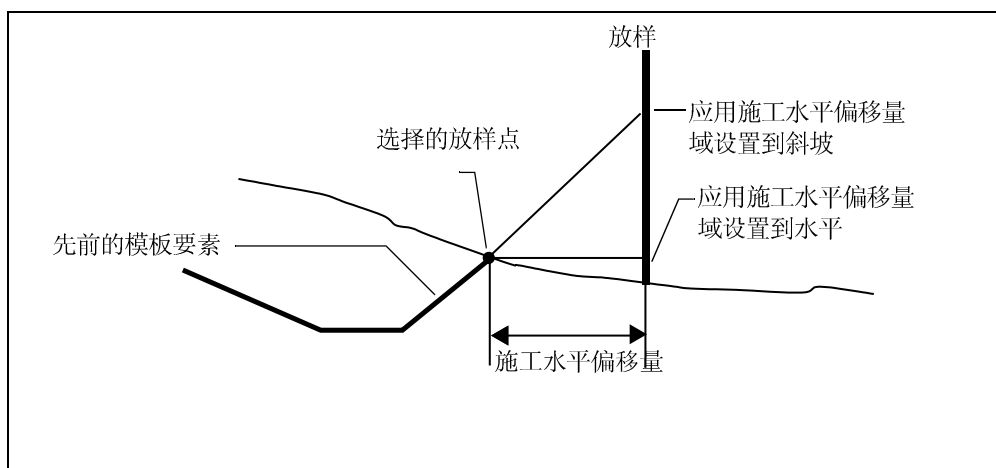 放样
应用施工水平偏移量
域设置到斜坡
选择的放样点
应用施工水平偏移量
域设置到水平
先前的模板要素
施工水平偏移量